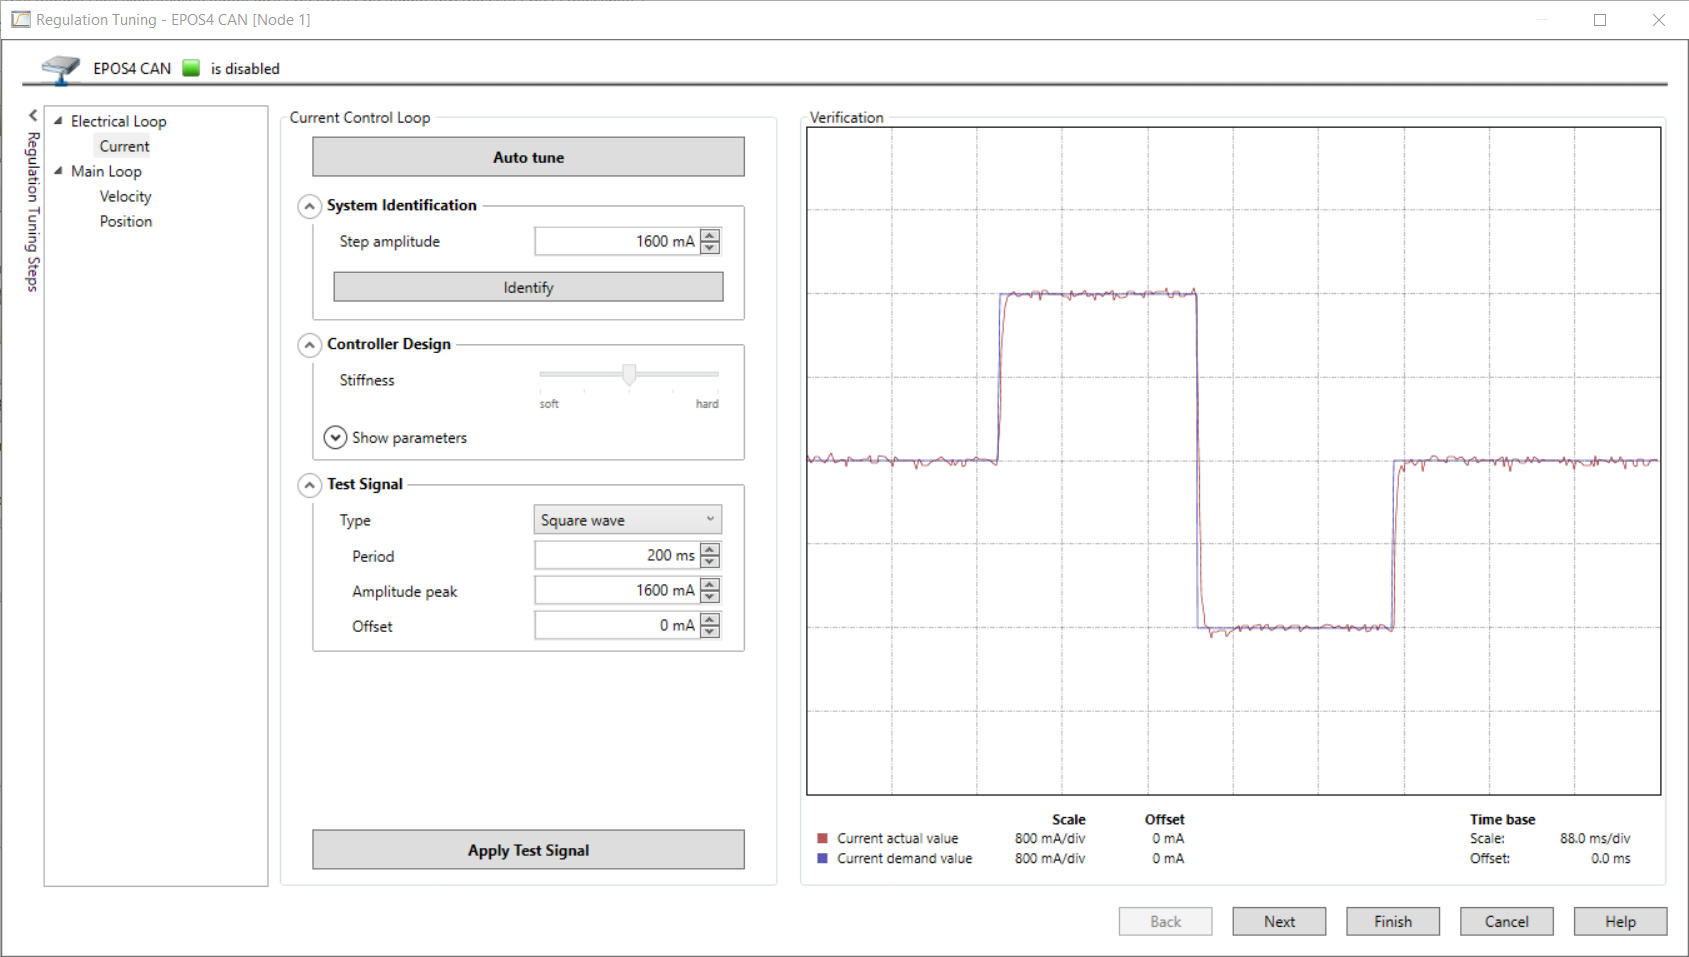 Regulation Tuning - EPOS4 CAN [Node 1]
EPOS4 CAN is disabled
Regulation Tuning Steps
Electrical Loop
Current
Main Loop
Velocity
Position
Current Control Loop
Auto tune
System Identification
Step amplitude 1600 mA
Identify
Controller Design
Stiffness
soft hard
Show parameters
Test Signal
Type Square wave
Period 200 ms
Amplitude peak 1600 mA
Offset 0 mA
Apply Test Signal
Verification
Scale Offset Time base
Current actual value 800 mA/div 0 mA Scale: 88.0 ms/div
Current demand value 800 mA/div 0 mA Offset: 0.0 ms
Back Next Finish Cancel Help